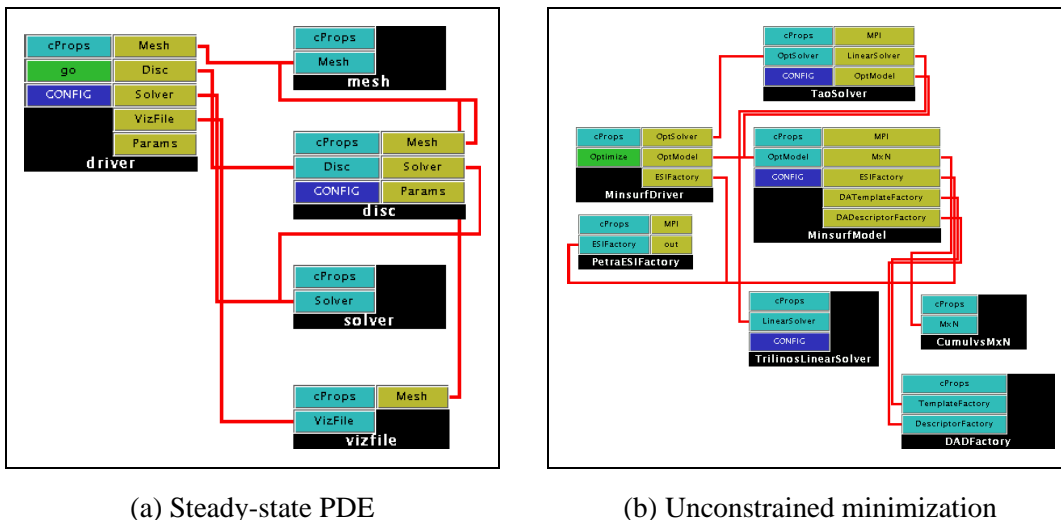 cProps Mesh
go Disc
CONFIG Solver
VizFile
Params
driver
cProps
Mesh
mesh
cProps Mesh
Disc Solver
CONFIG Params
disc
cProps
Solver
solver
cProps Mesh
VizFile
vizfile
(a) Steady-state PDE
cProps MPI
OptSolver LinearSolver
CONFIG OptModel
TaoSolver
cProps OptSolver
Optimize OptModel
ESIFactory
MinsurfDriver
cProps MPI
OptModel MxN
CONFIG ESIFactory
DATemplateFactory
DADescriptorFactory
MinsurfModel
cProps MPI
ESIFactory out
PetraESIFactory
cProps
LinearSolver
CONFIG
TrilinosLinearSolver
cProps
MxN
CumulvsMxN
cProps
TemplateFactory
DescriptorFactory
DADFactory
(b) Unconstrained minimization